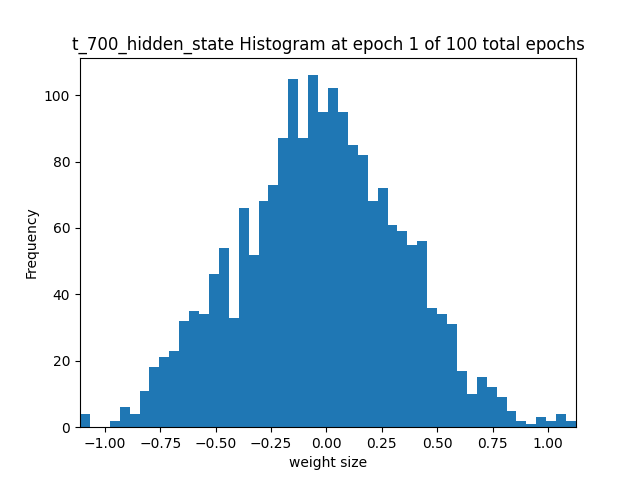 t_700_hidden_state Histogram at epoch 1 of 100 total epochs
100
80
60
40
20
0
Frequency
−1.00 −0.75 −0.50 −0.25 0.00 0.25 0.50 0.75 1.00
weight size